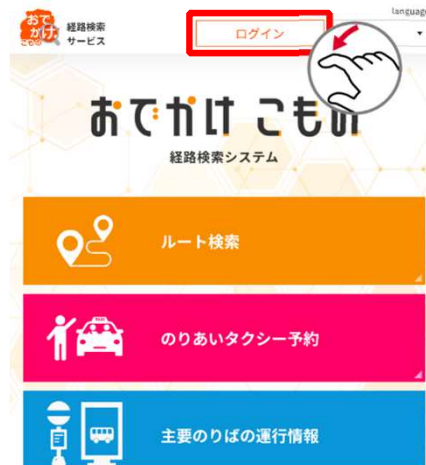 おで
かけ
こもの
経路検索
サービス
ログイン
language
おでかけ こもの
経路検索システム
ルート検索
のりあいタクシー予約
主要のりばの運行情報